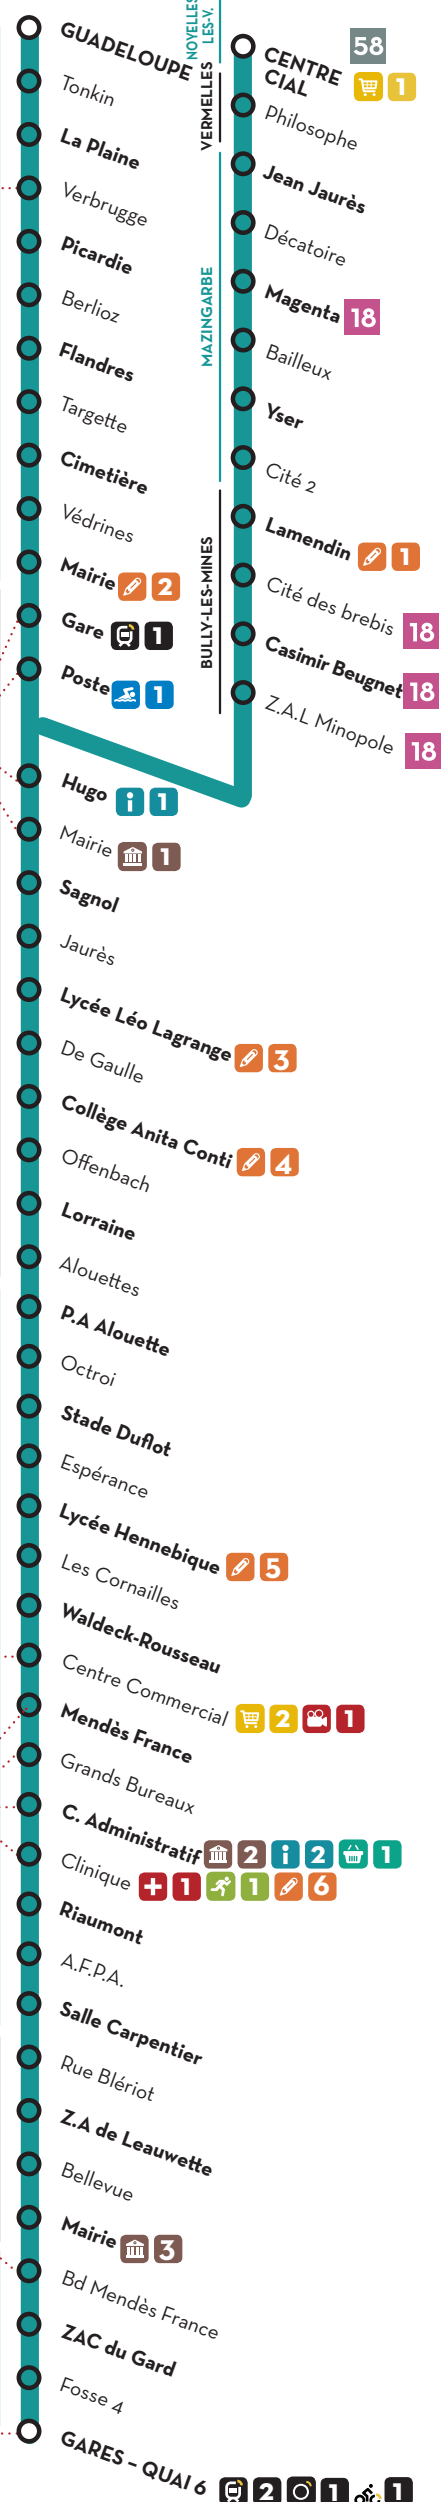 GUADELOUPE
Tonkin
La Plaine
Verbrugge
Picardie
Berlioz
Flandres
Targette
Cimetière
Védrines
Mairie 2
Gare 1
Poste 1
NOYELLES
LES-V.
VERMELLES
MAZINGARBE
BULLY-LES-MINES
58
CENTRE
CIAL 1
Philosophe
Jean Jaurès
Décatoire
Magenta 18
Bailleux
Yser
Cité 2
Lamendin 1
Cité des brebis 18
Casimir Beugnet 18
Z.A.L Minopole 18
Hugo i 1
Mairie 1
Sagnol
Jaurès
Lycée Léo Lagrange 3
De Gaulle
Collège Anita Conti 4
Offenbach
Lorraine
Alouettes
P.A Alouette
Octroi
Stade Duflot
Espérance
Lycée Hennebique 5
Les Cornailles
Waldeck-Rousseau
Centre Commercial 2 1
Mendès France
Grands Bureaux
C. Administratif 2 i 2 1
Clinique 1 1 6
Riaumont
A.F.P.A.
Salle Carpentier
Rue Blériot
Z.A de Leauwette
Bellevue
Mairie 3
Bd Mendès France
ZAC du Gard
Fosse 4
GARES – QUAI 6 2 1 1